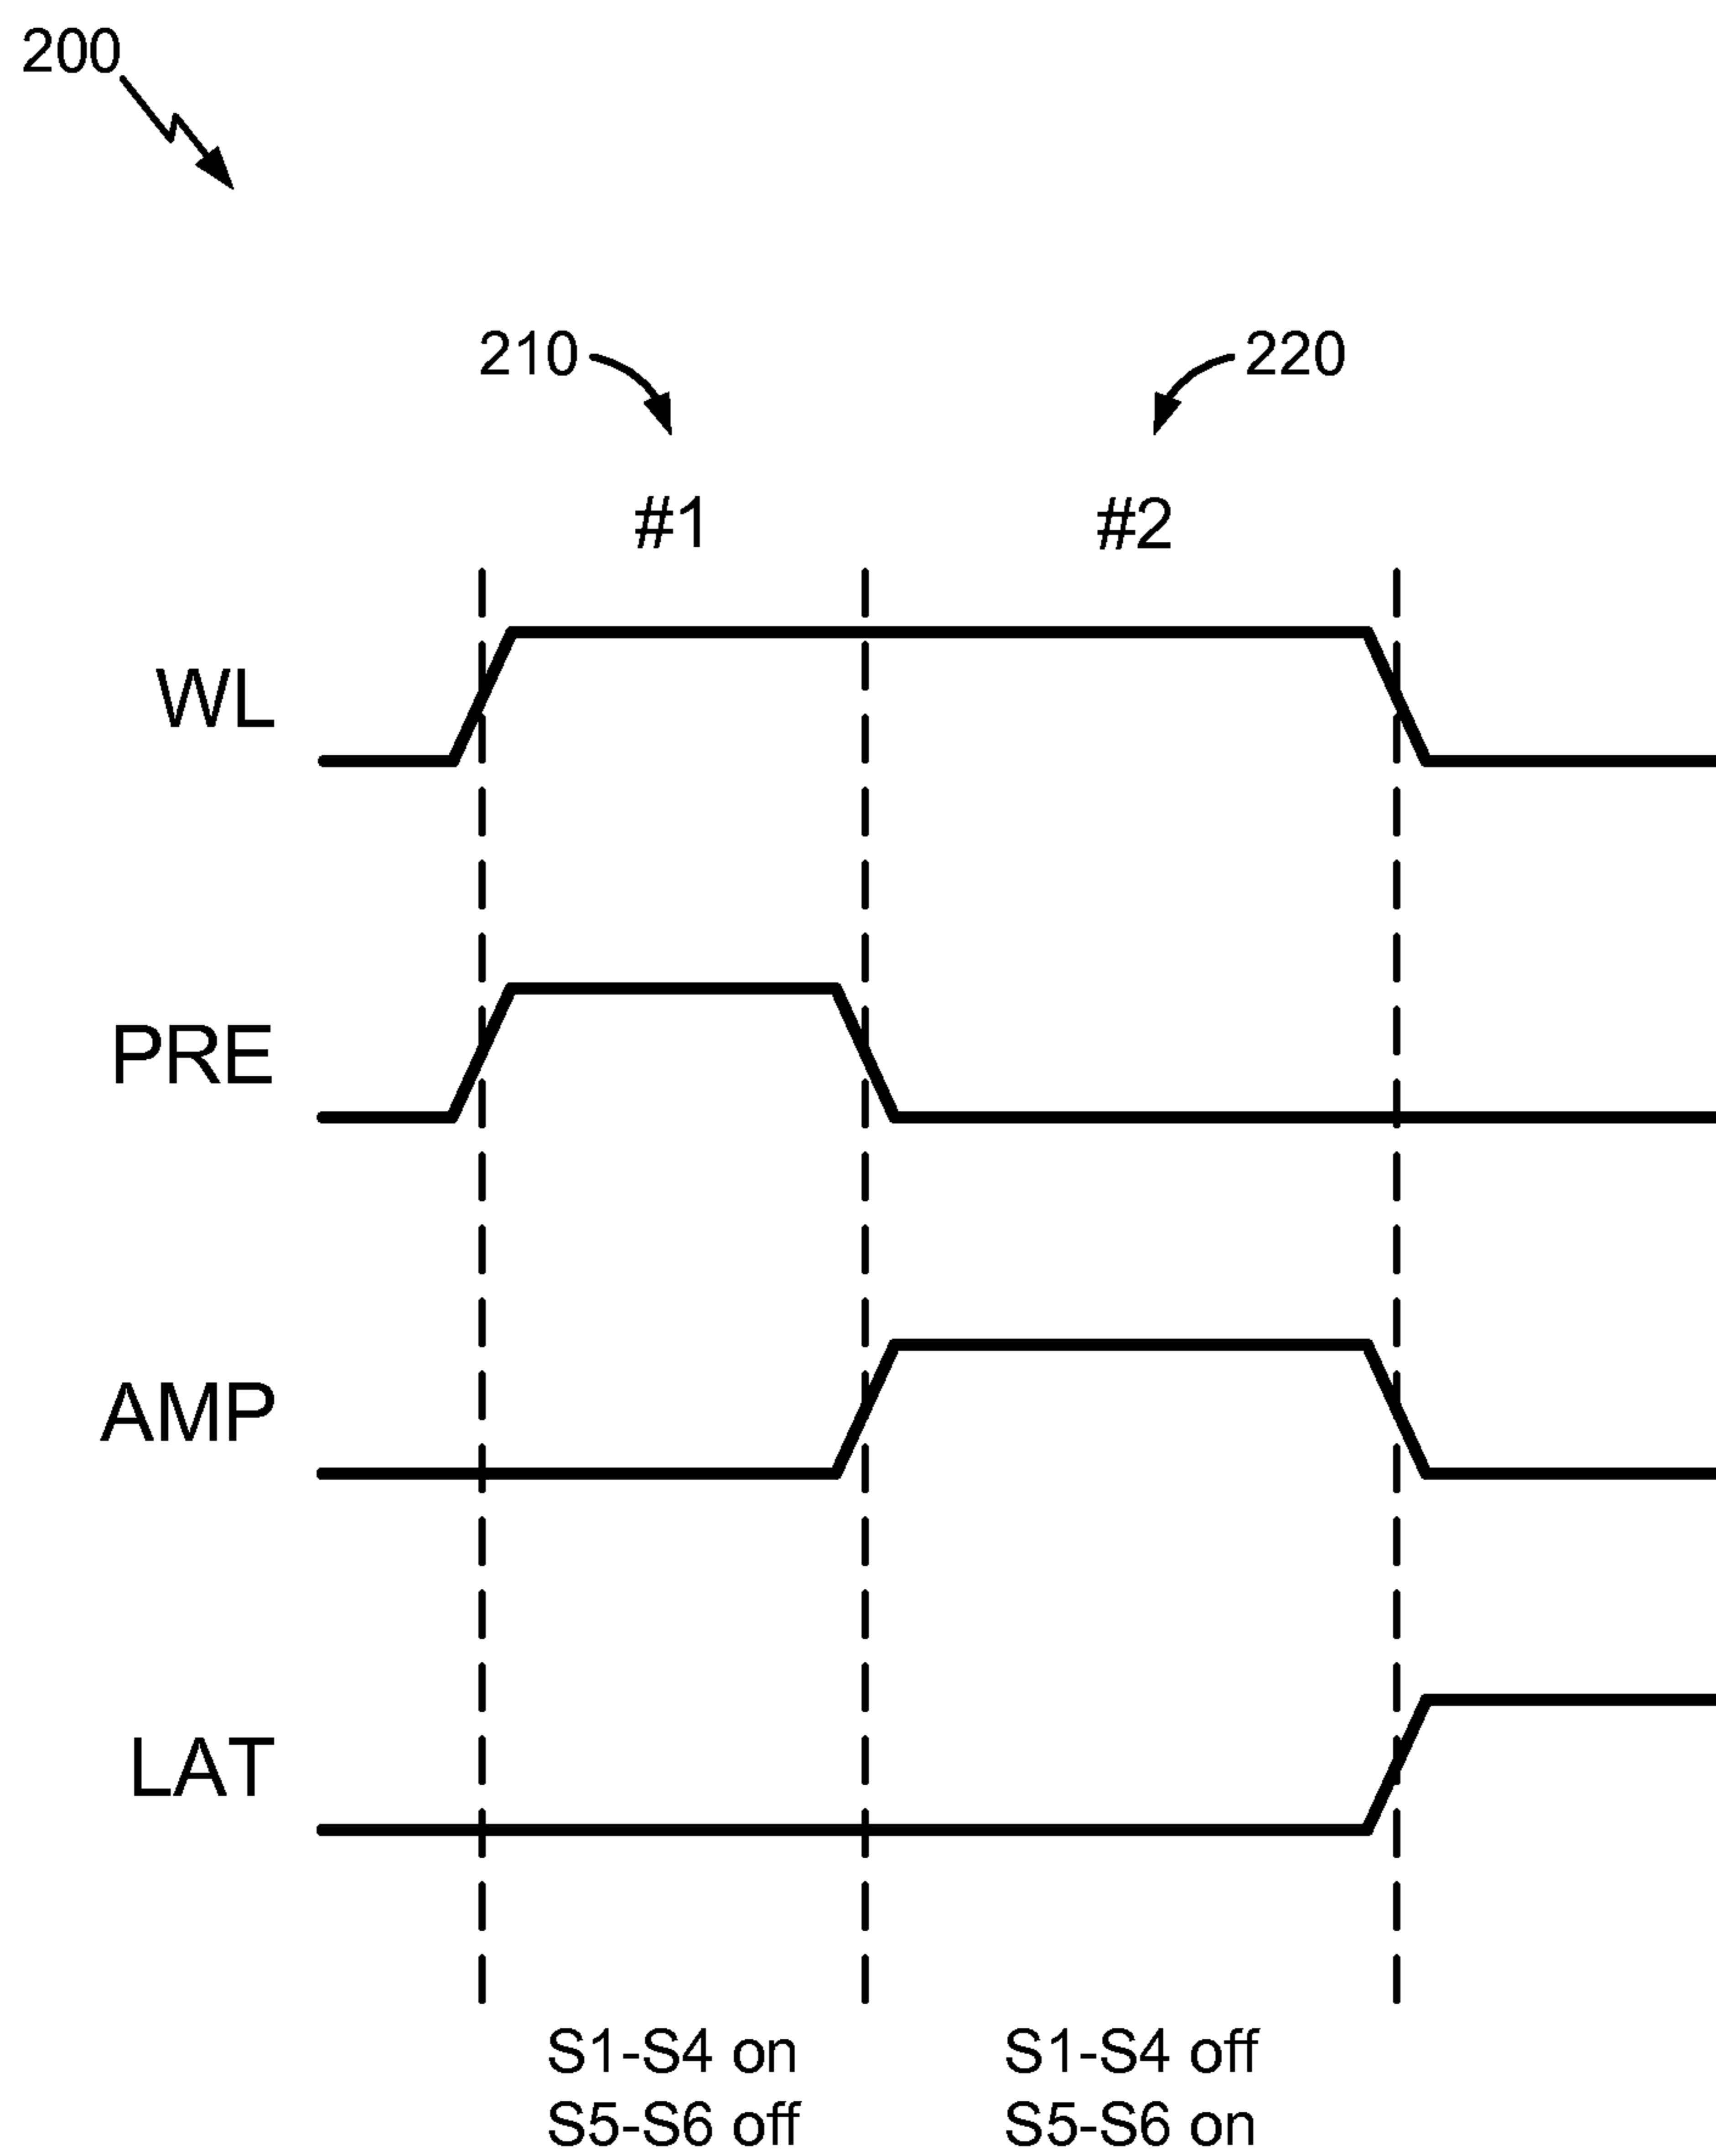 200
210
220
#1
#2
WL
PRE
AMP
LAT
S1-S4 on
S5-S6 off
S1-S4 off
S5-S6 on